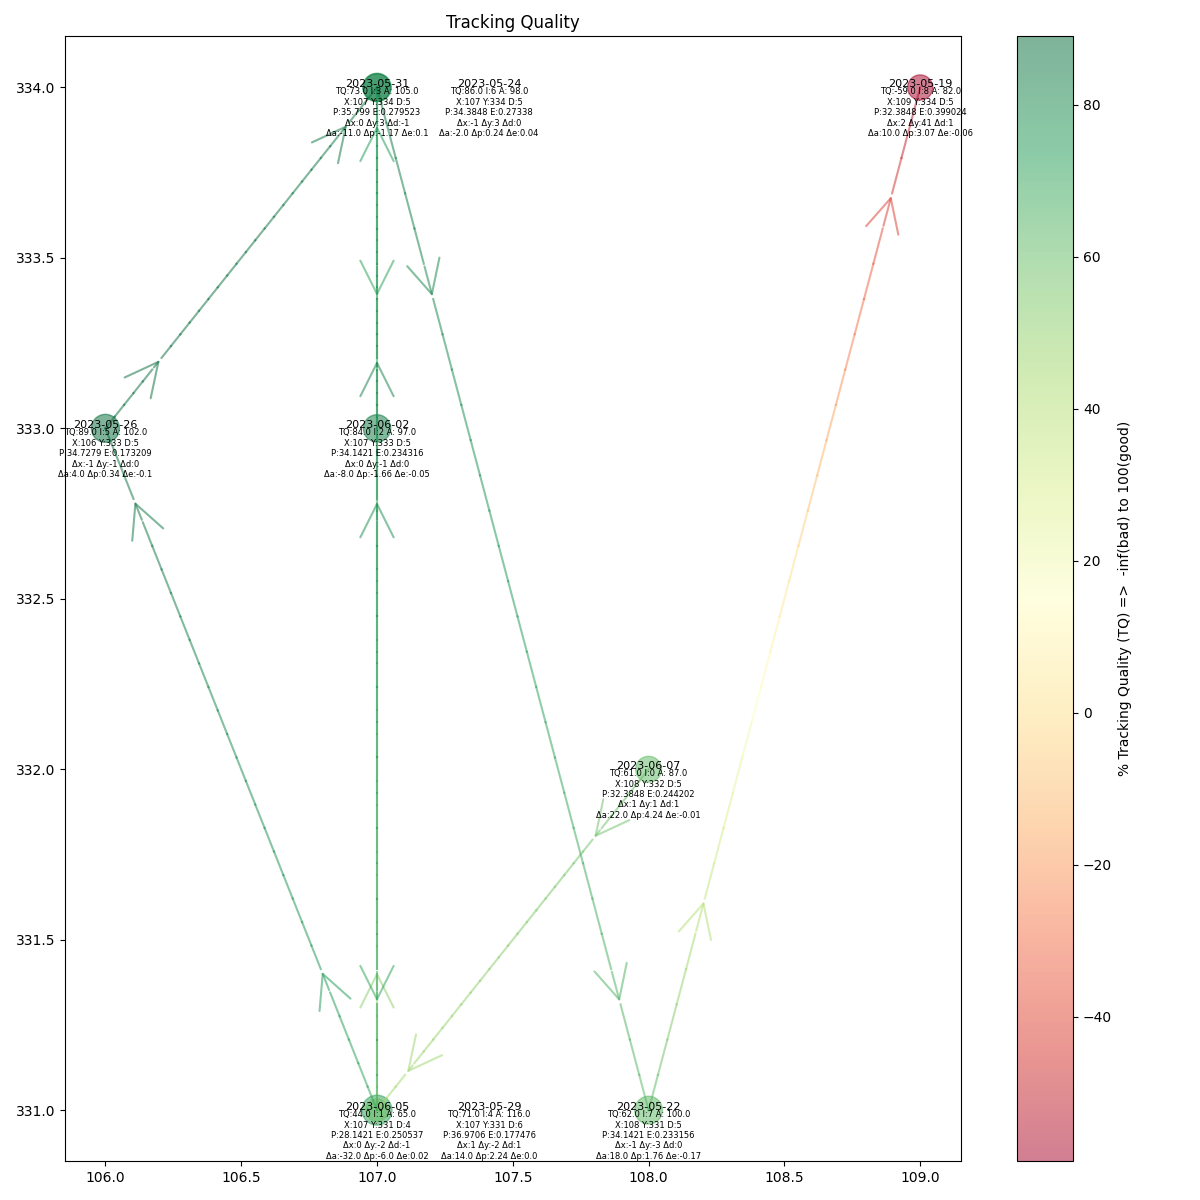 Tracking Quality
334.0
333.5
333.0
332.5
332.0
331.5
331.0
106.0
106.5
107.0
107.5
108.0
108.5
109.0
2023-05-31
TQ:73.0 I:3 A: 105.0
X:107 Y:334 D:5
P:35.799 E:0.279523
Δx:0 Δy:3 Δd:-1
Δa:-11.0 Δp:-1.17 Δe:0.1
2023-05-24
TQ:86.0 I:6 A: 98.0
X:107 Y:334 D:5
P:34.3848 E:0.27338
Δx:-1 Δy:3 Δd:0
Δa:-2.0 Δp:0.24 Δe:0.04
2023-05-19
TQ:-59.0 I:8 A: 82.0
X:109 Y:334 D:5
P:32.3848 E:0.399024
Δx:2 Δy:41 Δd:1
Δa:10.0 Δp:3.07 Δe:-0.06
2023-05-26
TQ:89.0 I:5 A: 102.0
X:106 Y:333 D:5
P:34.7279 E:0.173209
Δx:-1 Δy:-1 Δd:0
Δa:4.0 Δp:0.34 Δe:-0.1
2023-06-02
TQ:84.0 I:2 A: 97.0
X:107 Y:333 D:5
P:34.1421 E:0.234316
Δx:0 Δy:-1 Δd:0
Δa:-8.0 Δp:-1.66 Δe:-0.05
2023-06-07
TQ:61.0 I:0 A: 87.0
X:108 Y:332 D:5
P:32.3848 E:0.244202
Δx:1 Δy:1 Δd:1
Δa:22.0 Δp:4.24 Δe:-0.01
2023-06-05
TQ:44.0 I:1 A: 65.0
X:107 Y:331 D:4
P:28.1421 E:0.250537
Δx:0 Δy:-2 Δd:-1
Δa:-32.0 Δp:-6.0 Δe:0.02
2023-05-29
TQ:71.0 I:4 A: 116.0
X:107 Y:331 D:6
P:36.9706 E:0.177476
Δx:1 Δy:-2 Δd:1
Δa:14.0 Δp:2.24 Δe:0.0
2023-05-22
TQ:62.0 I:7 A: 100.0
X:108 Y:331 D:5
P:34.1421 E:0.233156
Δx:-1 Δy:-3 Δd:0
Δa:18.0 Δp:1.76 Δe:-0.17
80
60
40
20
0
−20
−40
% Tracking Quality (TQ) => -inf(bad) to 100(good)